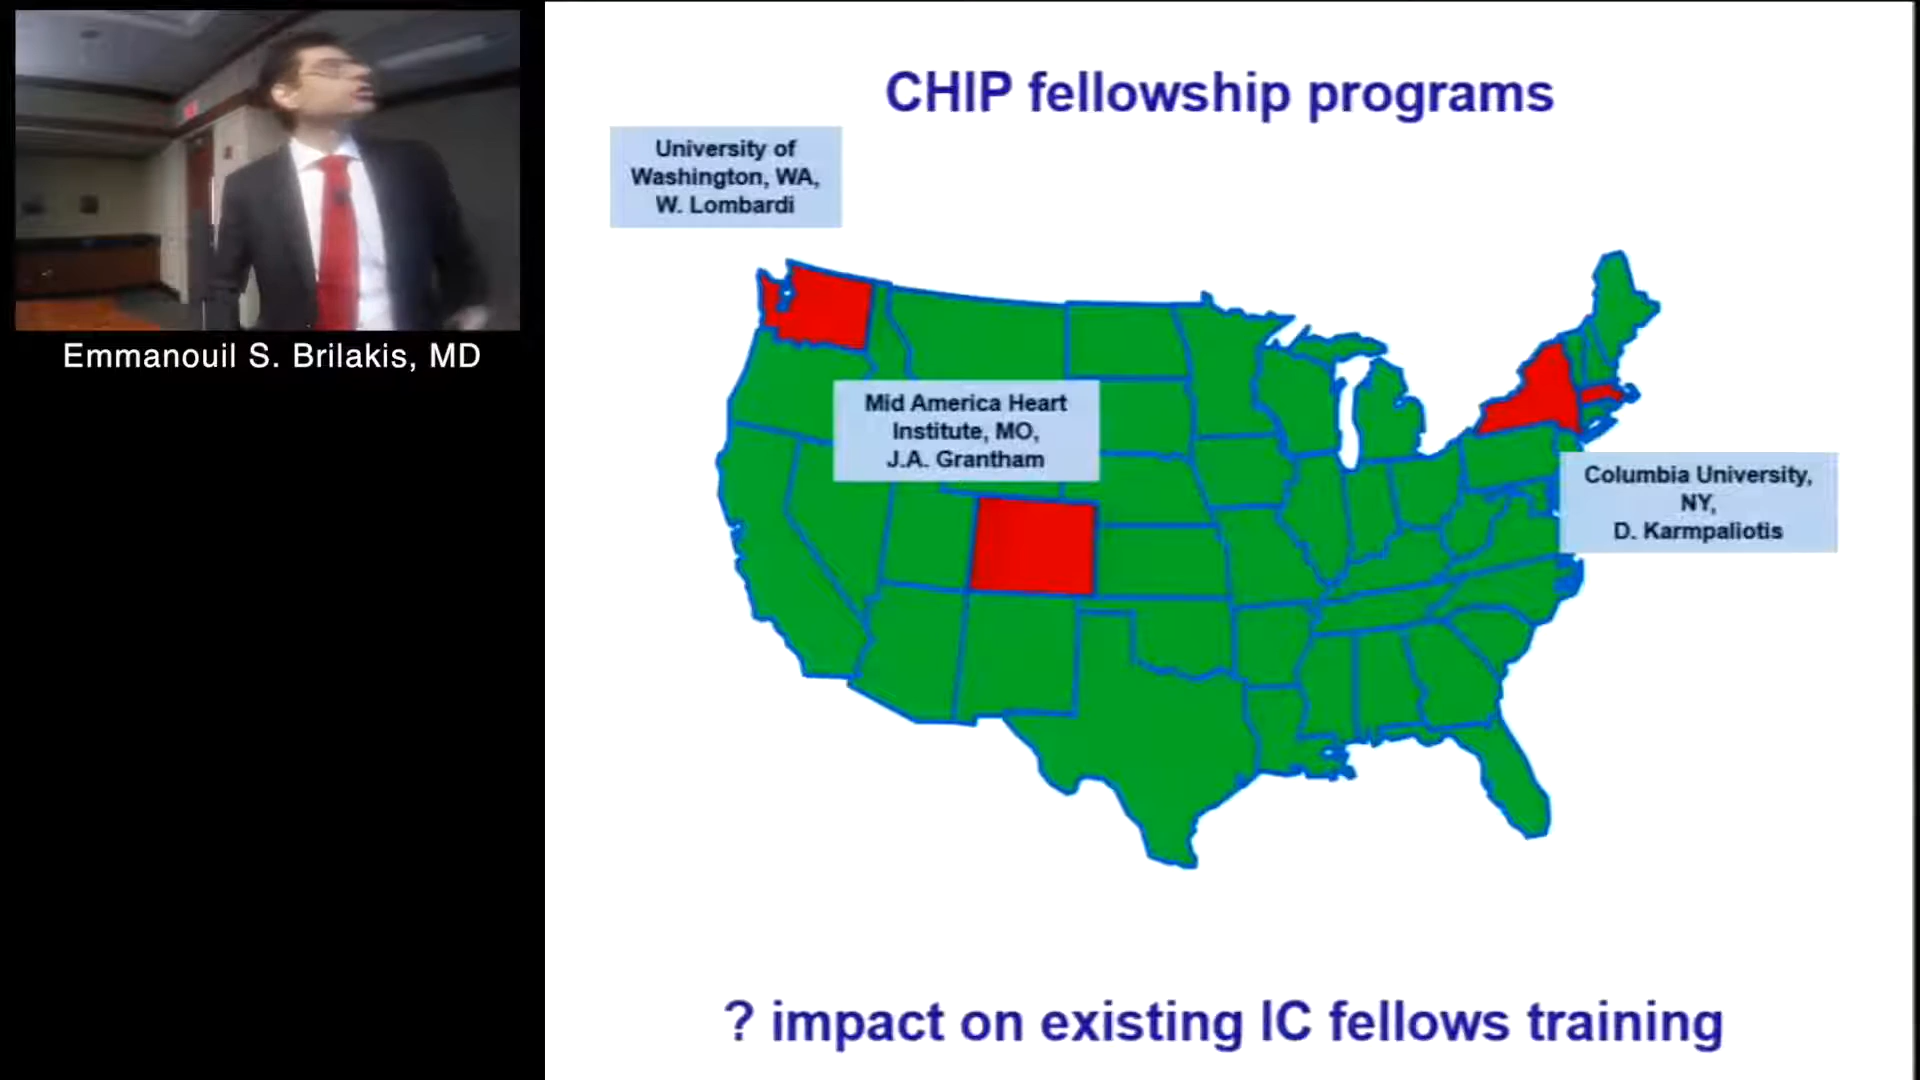 Emmanouil S. Brilakis, MD
CHIP fellowship programs
University of
Washington, WA,
W. Lombardi
Mid America Heart
Institute, MO,
J.A. Grantham
Columbia University,
NY,
D. Karmpaliotis
? impact on existing IC fellows training